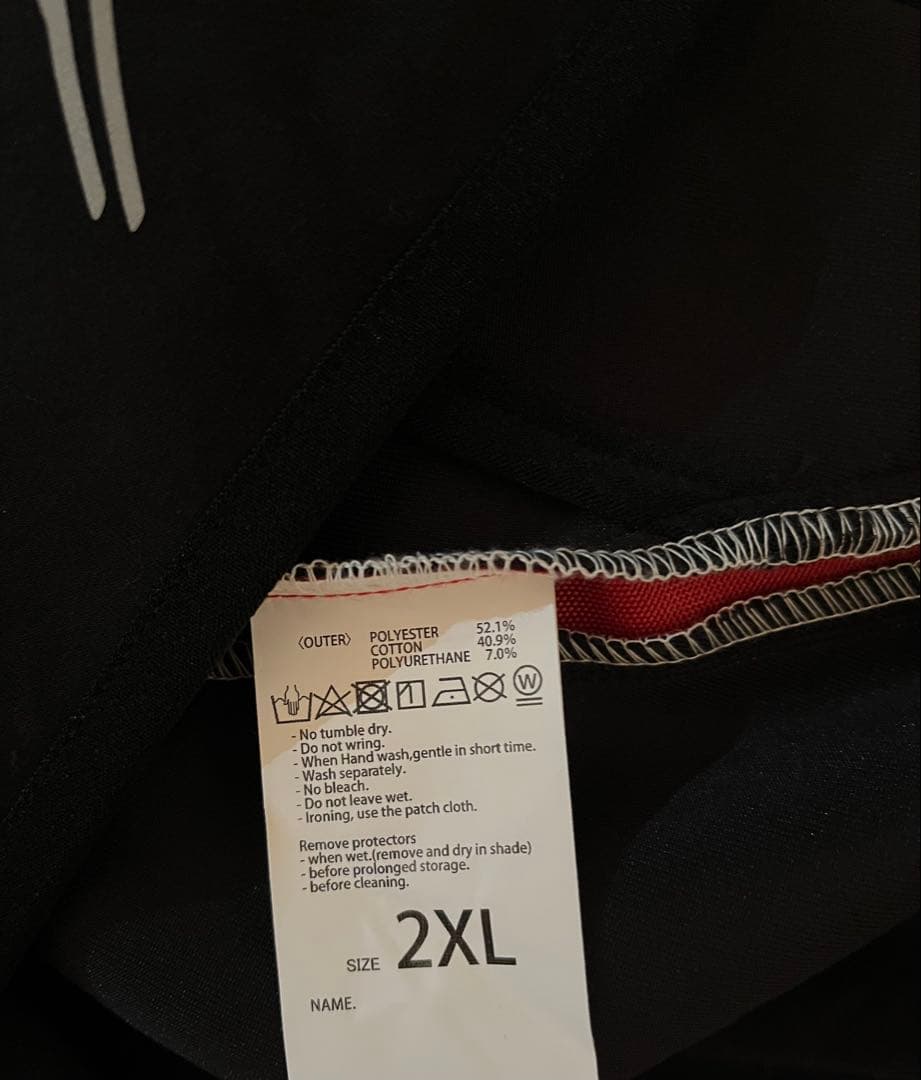 〈OUTER〉 POLYESTER 52.1%
COTTON 40.9%
POLYURETHANE 7.0%
W
- No tumble dry.
- Do not wring.
- When Hand wash,gentle in short time.
- Wash separately.
- No bleach.
- Do not leave wet.
- Ironing, use the patch cloth.
Remove protectors
- when wet.(remove and dry in shade)
- before prolonged storage.
- before cleaning.
SIZE 2XL
NAME.